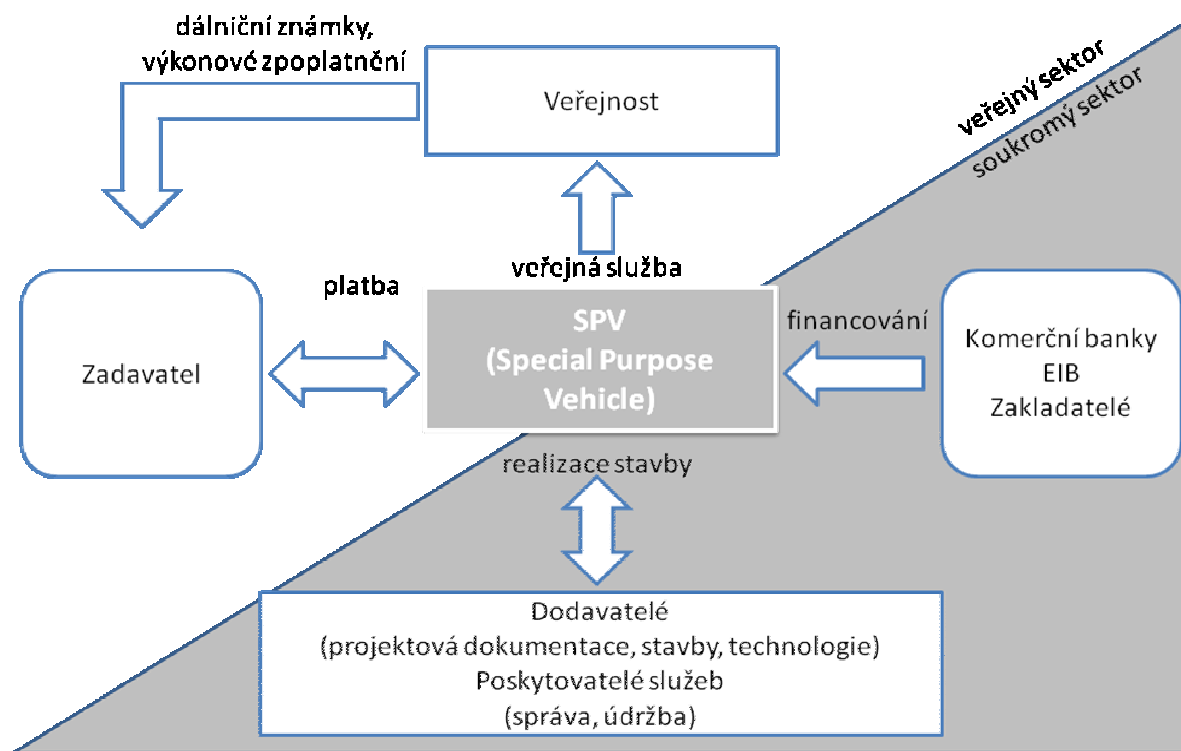 dálniční známky,
výkonové zpoplatnění
Veřejnost
veřejný sektor
soukromý sektor
platba
veřejná služba
Zadavatel
SPV
(Special Purpose
Vehicle)
financování
Komerční banky
EIB
Zakladatelé
realizace stavby
Dodavatelé
(projektová dokumentace, stavby, technologie)
Poskytovatelé služeb
(správa, údržba)